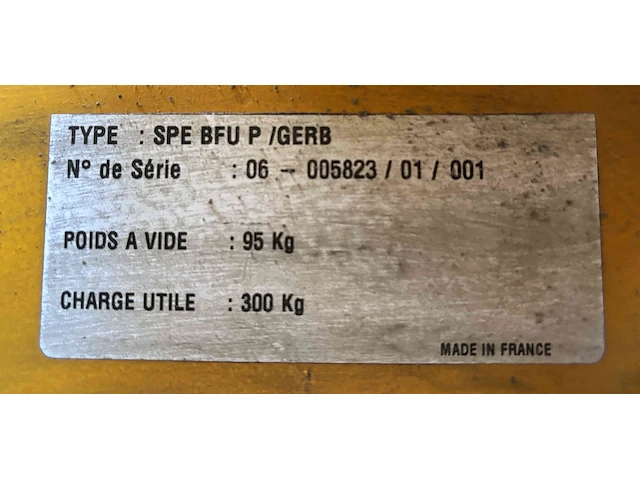 TYPE : SPE BFU P /GERB
N° de Série : 06 - 005823 / 01 / 001
POIDS A VIDE : 95 Kg
CHARGE UTILE : 300 Kg
MADE IN FRANCE